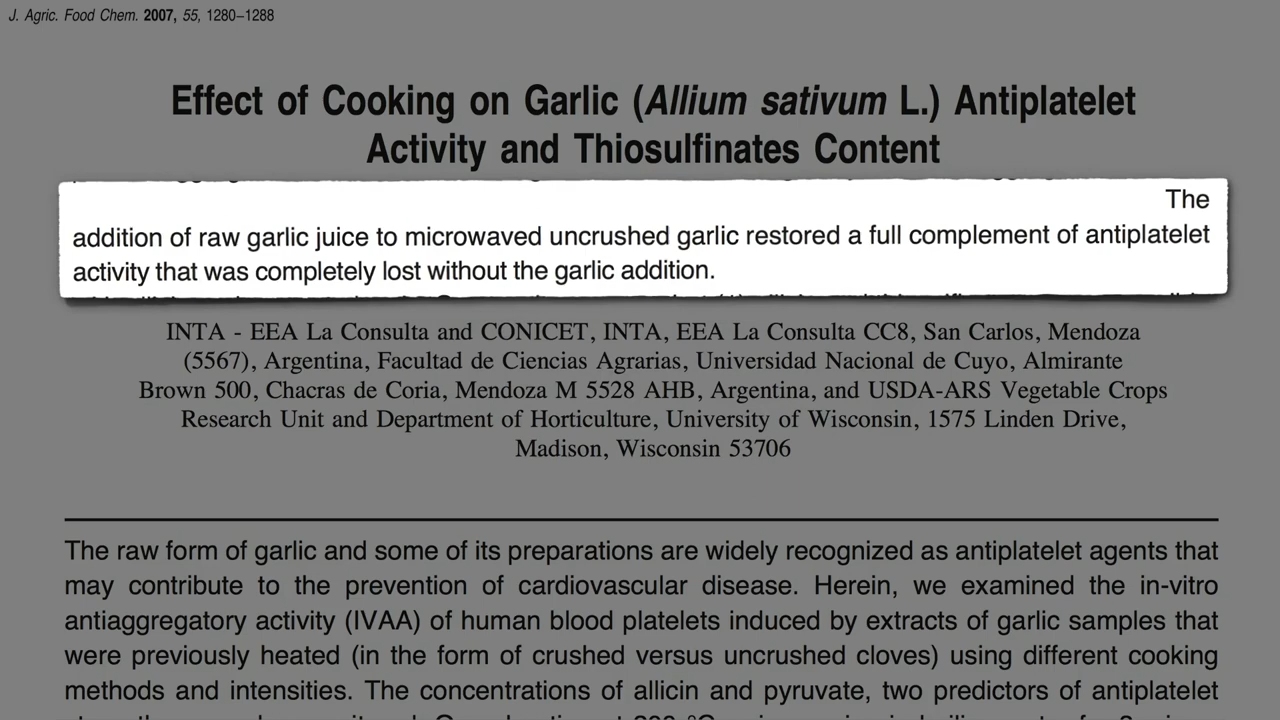 J. Agric. Food Chem. 2007, 55, 1280–1288
Effect of Cooking on Garlic (Allium sativum L.) Antiplatelet
Activity and Thiosulfinates Content
The
addition of raw garlic juice to microwaved uncrushed garlic restored a full complement of antiplatelet
activity that was completely lost without the garlic addition.
INTA - EEA La Consulta and CONICET, INTA, EEA La Consulta CC8, San Carlos, Mendoza
(5567), Argentina, Facultad de Ciencias Agrarias, Universidad Nacional de Cuyo, Almirante
Brown 500, Chacras de Coria, Mendoza M 5528 AHB, Argentina, and USDA-ARS Vegetable Crops
Research Unit and Department of Horticulture, University of Wisconsin, 1575 Linden Drive,
Madison, Wisconsin 53706
The raw form of garlic and some of its preparations are widely recognized as antiplatelet agents that
may contribute to the prevention of cardiovascular disease. Herein, we examined the in-vitro
antiaggregatory activity (IVAA) of human blood platelets induced by extracts of garlic samples that
were previously heated (in the form of crushed versus uncrushed cloves) using different cooking
methods and intensities. The concentrations of allicin and pyruvate, two predictors of antiplatelet